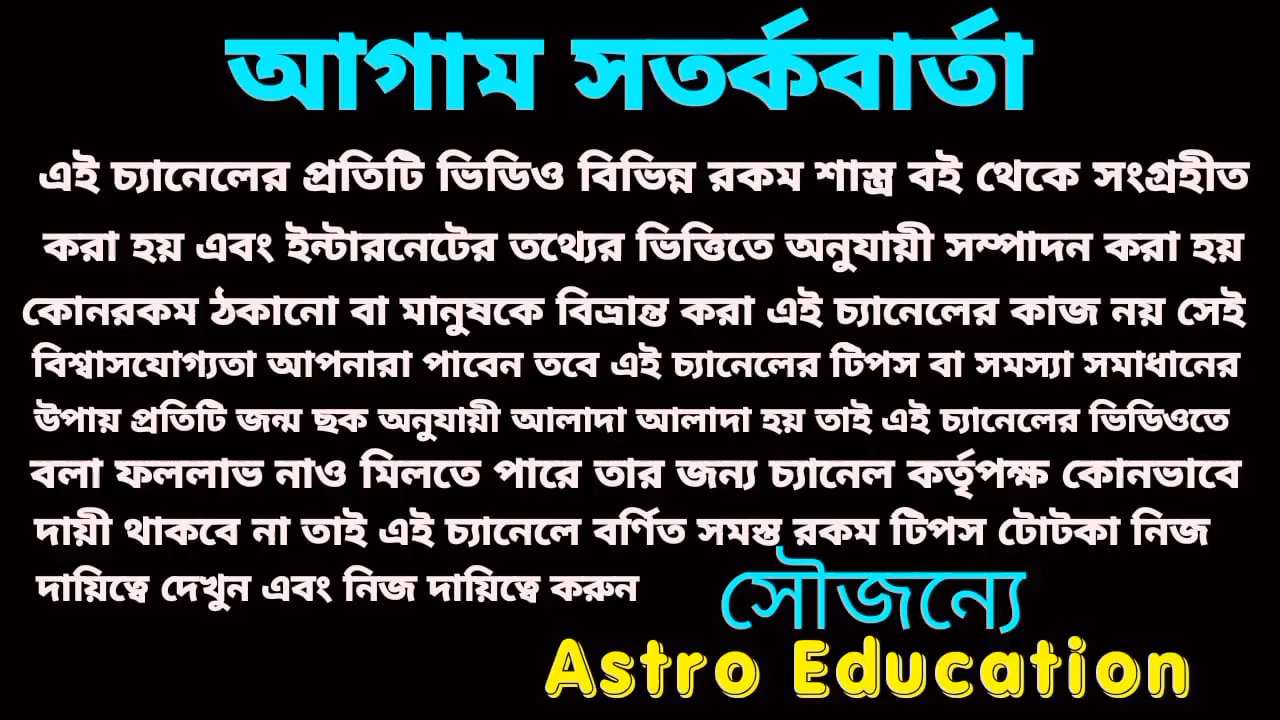 আগাম সতর্কবার্তা
এই চ্যানেলের প্রতিটি ভিডিও বিভিন্ন রকম শাস্ত্র বই থেকে সংগ্রহীত
করা হয় এবং ইন্টারনেটের তথ্যের ভিত্তিতে অনুযায়ী সম্পাদন করা হয়
কোনরকম ঠকানো বা মানুষকে বিভ্রান্ত করা এই চ্যানেলের কাজ নয় সেই
বিশ্বাসযোগ্যতা আপনারা পাবেন তবে এই চ্যানেলের টিপস বা সমস্যা সমাধানের
উপায় প্রতিটি জন্ম ছক অনুযায়ী আলাদা আলাদা হয় তাই এই চ্যানেলের ভিডিওতে
বলা ফললাভ নাও মিলতে পারে তার জন্য চ্যানেল কর্তৃপক্ষ কোনভাবে
দায়ী থাকবে না তাই এই চ্যানেলে বর্ণিত সমস্ত রকম টিপস টোটকা নিজ
দায়িত্বে দেখুন এবং নিজ দায়িত্বে করুন
সৌজন্যে
Astro Education